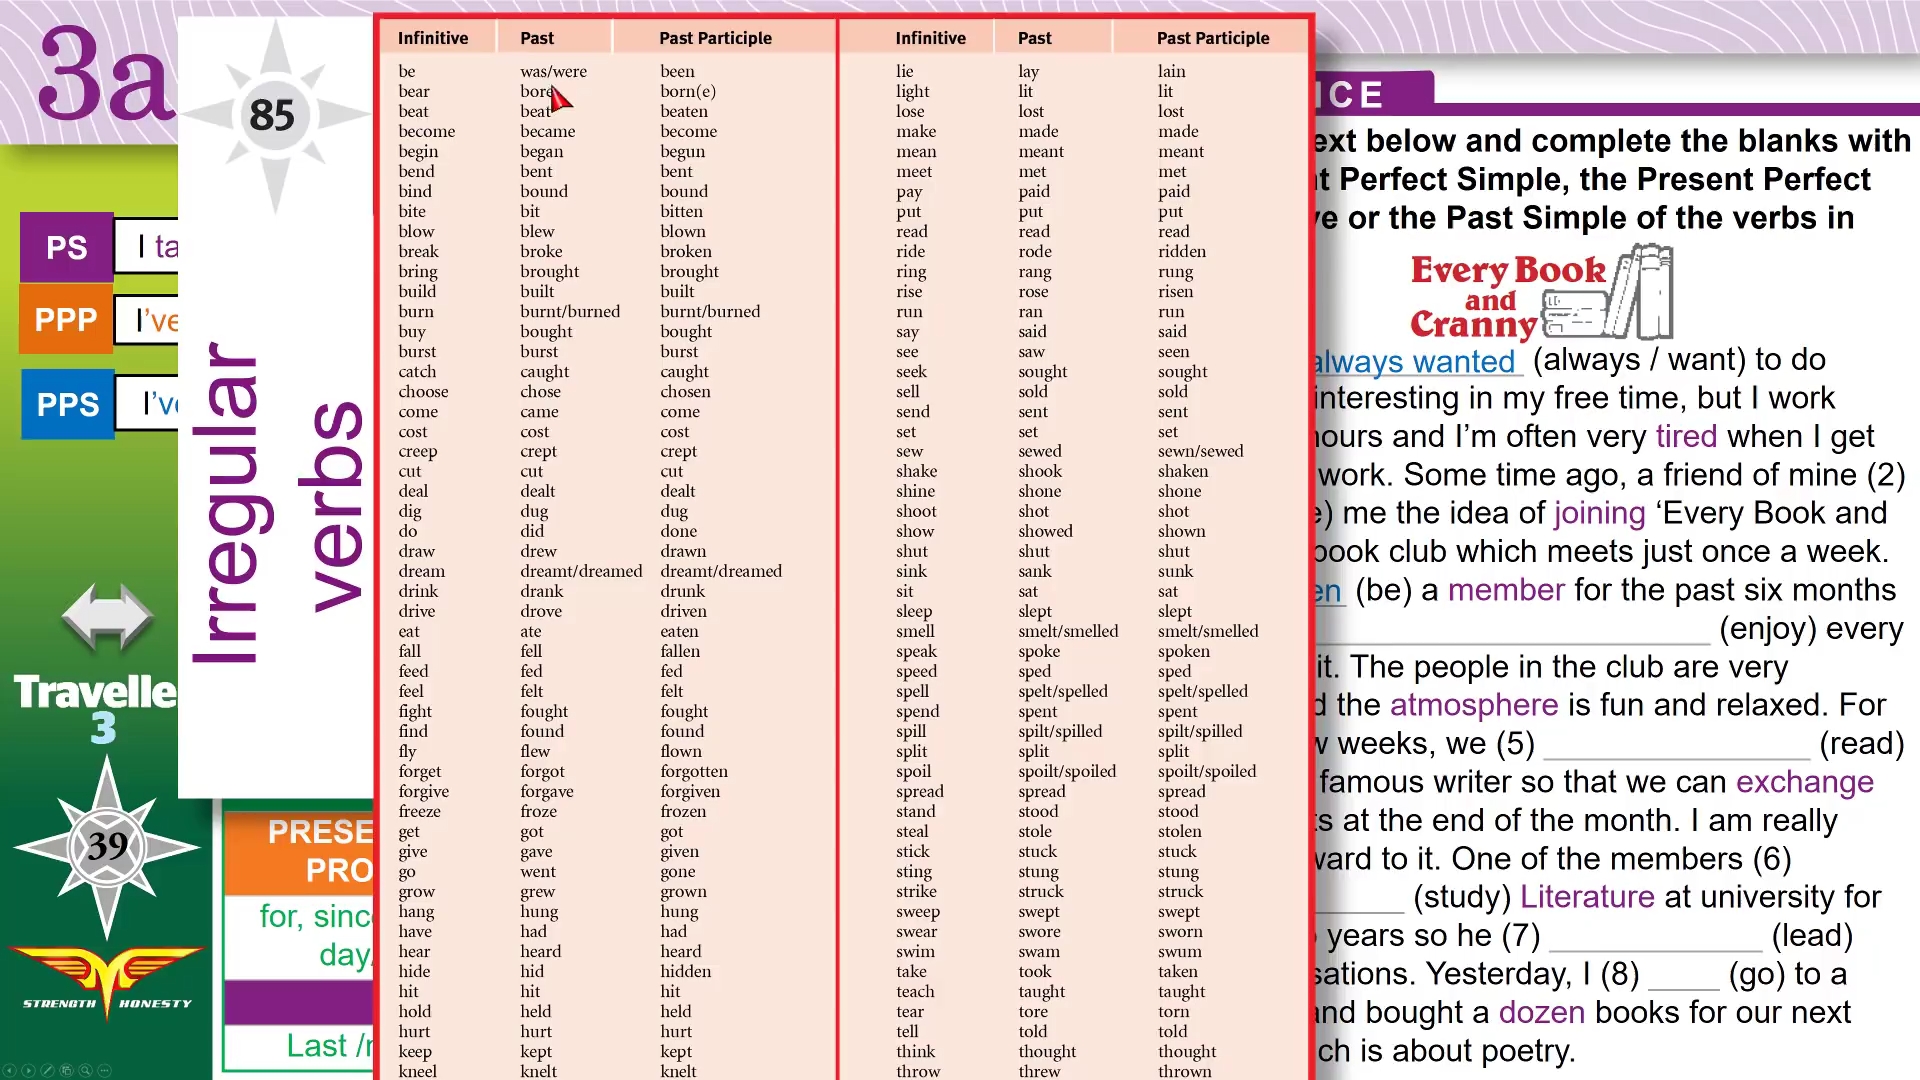 3a
85
Irregular
verbs
PS
I ta
PPP
I've
PPS
I've
Travelle
3
39
STRENGTH HONESTY
PRESE
PRO
for, since
day/
Last /
Infinitive Past Past Participle
be was/were been
bear bore born(e)
beat beat beaten
become became become
begin began begun
bend bent bent
bind bound bound
bite bit bitten
blow blew blown
break broke broken
bring brought brought
build built built
burn burnt/burned burnt/burned
buy bought bought
burst burst burst
catch caught caught
choose chose chosen
come came come
cost cost cost
creep crept crept
cut cut cut
deal dealt dealt
dig dug dug
do did done
draw drew drawn
dream dreamt/dreamed dreamt/dreamed
drink drank drunk
drive drove driven
eat ate eaten
fall fell fallen
feed fed fed
feel felt felt
fight fought fought
find found found
fly flew flown
forget forgot forgotten
forgive forgave forgiven
freeze froze frozen
get got got
give gave given
go went gone
grow grew grown
hang hung hung
have had had
hear heard heard
hide hid hidden
hit hit hit
hold held held
hurt hurt hurt
keep kept kept
kneel knelt knelt
Infinitive Past Past Participle
lie lay lain
light lit lit
lose lost lost
make made made
mean meant meant
meet met met
pay paid paid
put put put
read read read
ride rode ridden
ring rang rung
rise rose risen
run ran run
say said said
see saw seen
seek sought sought
sell sold sold
send sent sent
set set set
sew sewed sewn/sewed
shake shook shaken
shine shone shone
shoot shot shot
show showed shown
shut shut shut
sink sank sunk
sit sat sat
sleep slept slept
smell smelt/smelled smelt/smelled
speak spoke spoken
speed sped sped
spell spelt/spelled spelt/spelled
spend spent spent
spill spilt/spilled spilt/spilled
split split split
spoil spoilt/spoiled spoilt/spoiled
spread spread spread
stand stood stood
steal stole stolen
stick stuck stuck
sting stung stung
strike struck struck
sweep swept swept
swear swore sworn
swim swam swum
take took taken
teach taught taught
tear tore torn
tell told told
think thought thought
throw threw thrown
ICE
ext below and complete the blanks with
t Perfect Simple, the Present Perfect
ve or the Past Simple of the verbs in
Every Book
and
Cranny
always wanted (always / want) to do
interesting in my free time, but I work
hours and I'm often very tired when I get
work. Some time ago, a friend of mine (2)
e) me the idea of joining 'Every Book and
book club which meets just once a week.
en (be) a member for the past six months
(enjoy) every
it. The people in the club are very
d the atmosphere is fun and relaxed. For
w weeks, we (5) (read)
famous writer so that we can exchange
ts at the end of the month. I am really
ward to it. One of the members (6)
(study) Literature at university for
years so he (7) (lead)
sations. Yesterday, I (8) (go) to a
and bought a dozen books for our next
ch is about poetry.